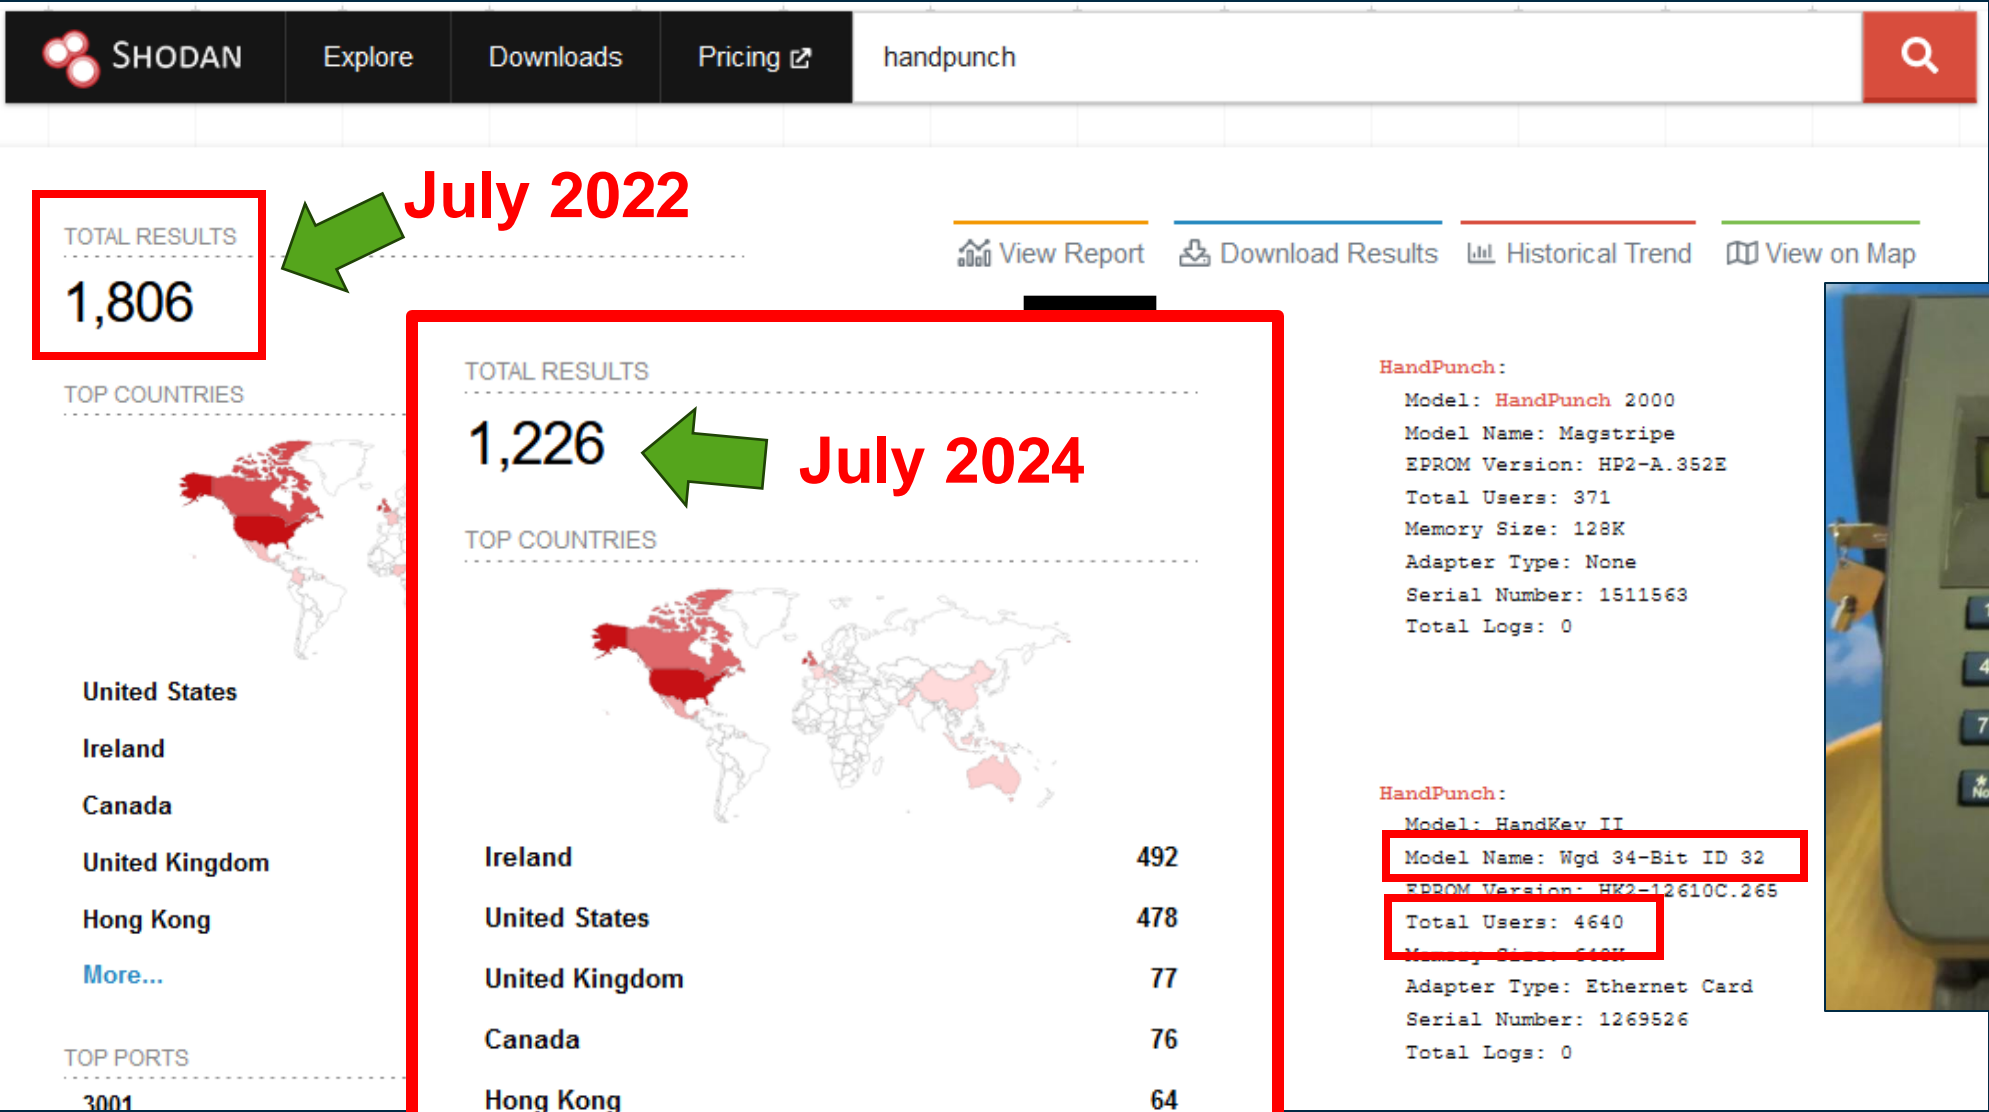 SHODAN Explore Downloads Pricing handpunch
July 2022
TOTAL RESULTS
1,806
View Report Download Results Historical Trend View on Map
TOP COUNTRIES
United States
Ireland
Canada
United Kingdom
Hong Kong
More...
TOP PORTS
3001
TOTAL RESULTS
1,226
July 2024
TOP COUNTRIES
Ireland 492
United States 478
United Kingdom 77
Canada 76
Hong Kong 64
HandPunch:
Model: HandPunch 2000
Model Name: Magstripe
EPROM Version: HP2-A.352E
Total Users: 371
Memory Size: 128K
Adapter Type: None
Serial Number: 1511563
Total Logs: 0
HandPunch:
Model: HandKey II
Model Name: Wgd 34-Bit ID 32
EPROM Version: HK2-12610C.265
Total Users: 4640
Memory Size:
Adapter Type: Ethernet Card
Serial Number: 1269526
Total Logs: 0
4
7
*